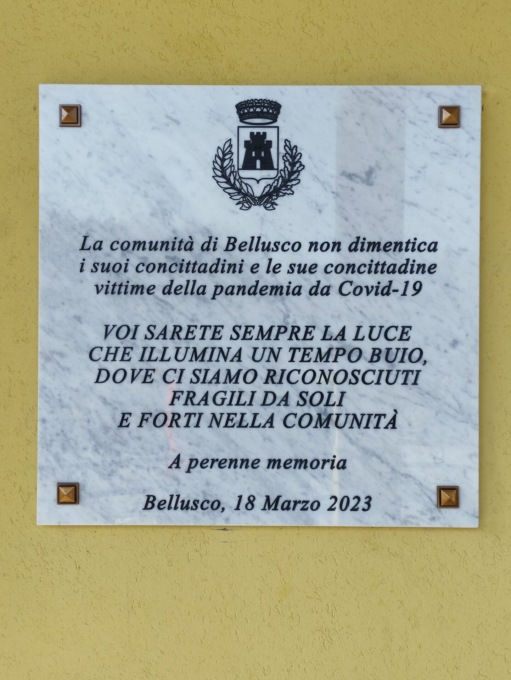 La comunità di Bellusco non dimentica
i suoi concittadini e le sue concittadine
vittime della pandemia da Covid-19
VOI SARETE SEMPRE LA LUCE
CHE ILLUMINA UN TEMPO BUIO,
DOVE CI SIAMO RICONOSCIUTI
FRAGILI DA SOLI
E FORTI NELLA COMUNITÀ
A perenne memoria
Bellusco, 18 Marzo 2023